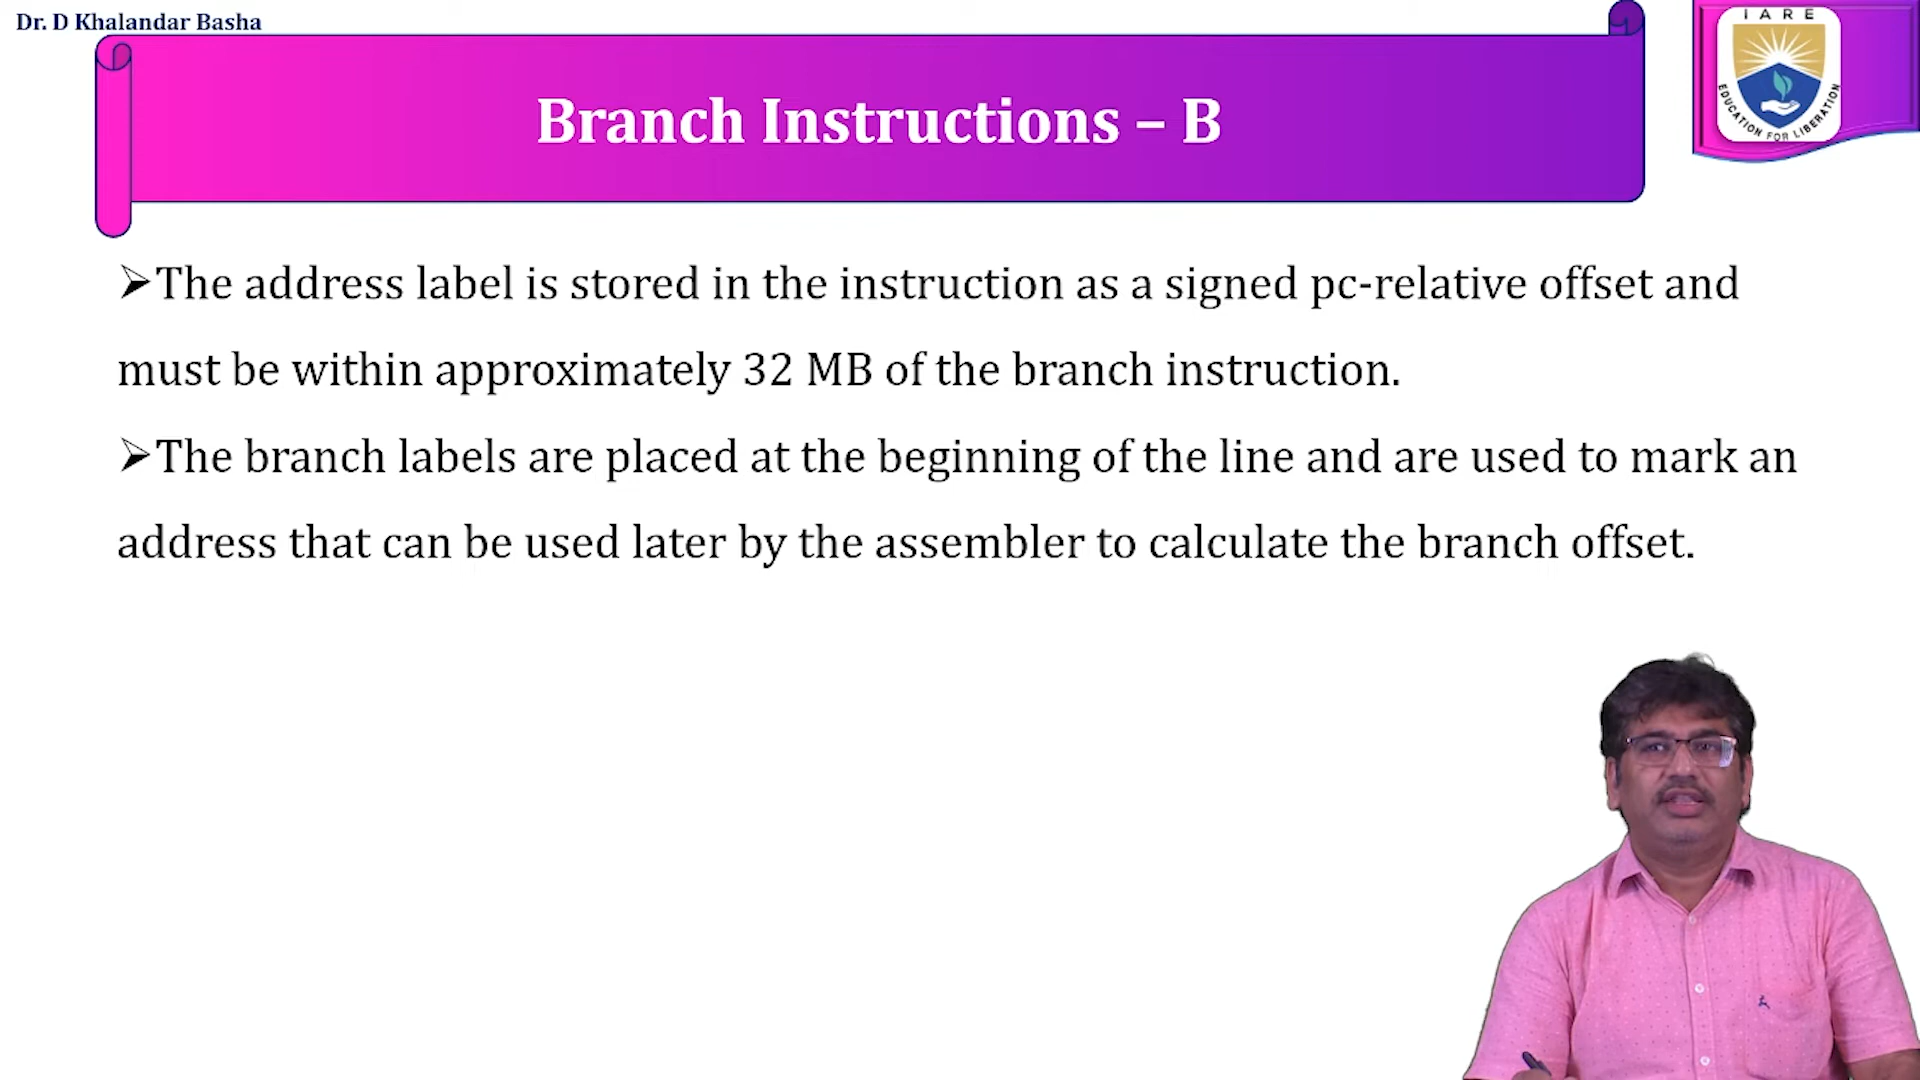 Dr. D Khalandar Basha
I A R E
EDUCATION FOR LIBERATION
Branch Instructions – B
➢The address label is stored in the instruction as a signed pc-relative offset and
must be within approximately 32 MB of the branch instruction.
➢The branch labels are placed at the beginning of the line and are used to mark an
address that can be used later by the assembler to calculate the branch offset.